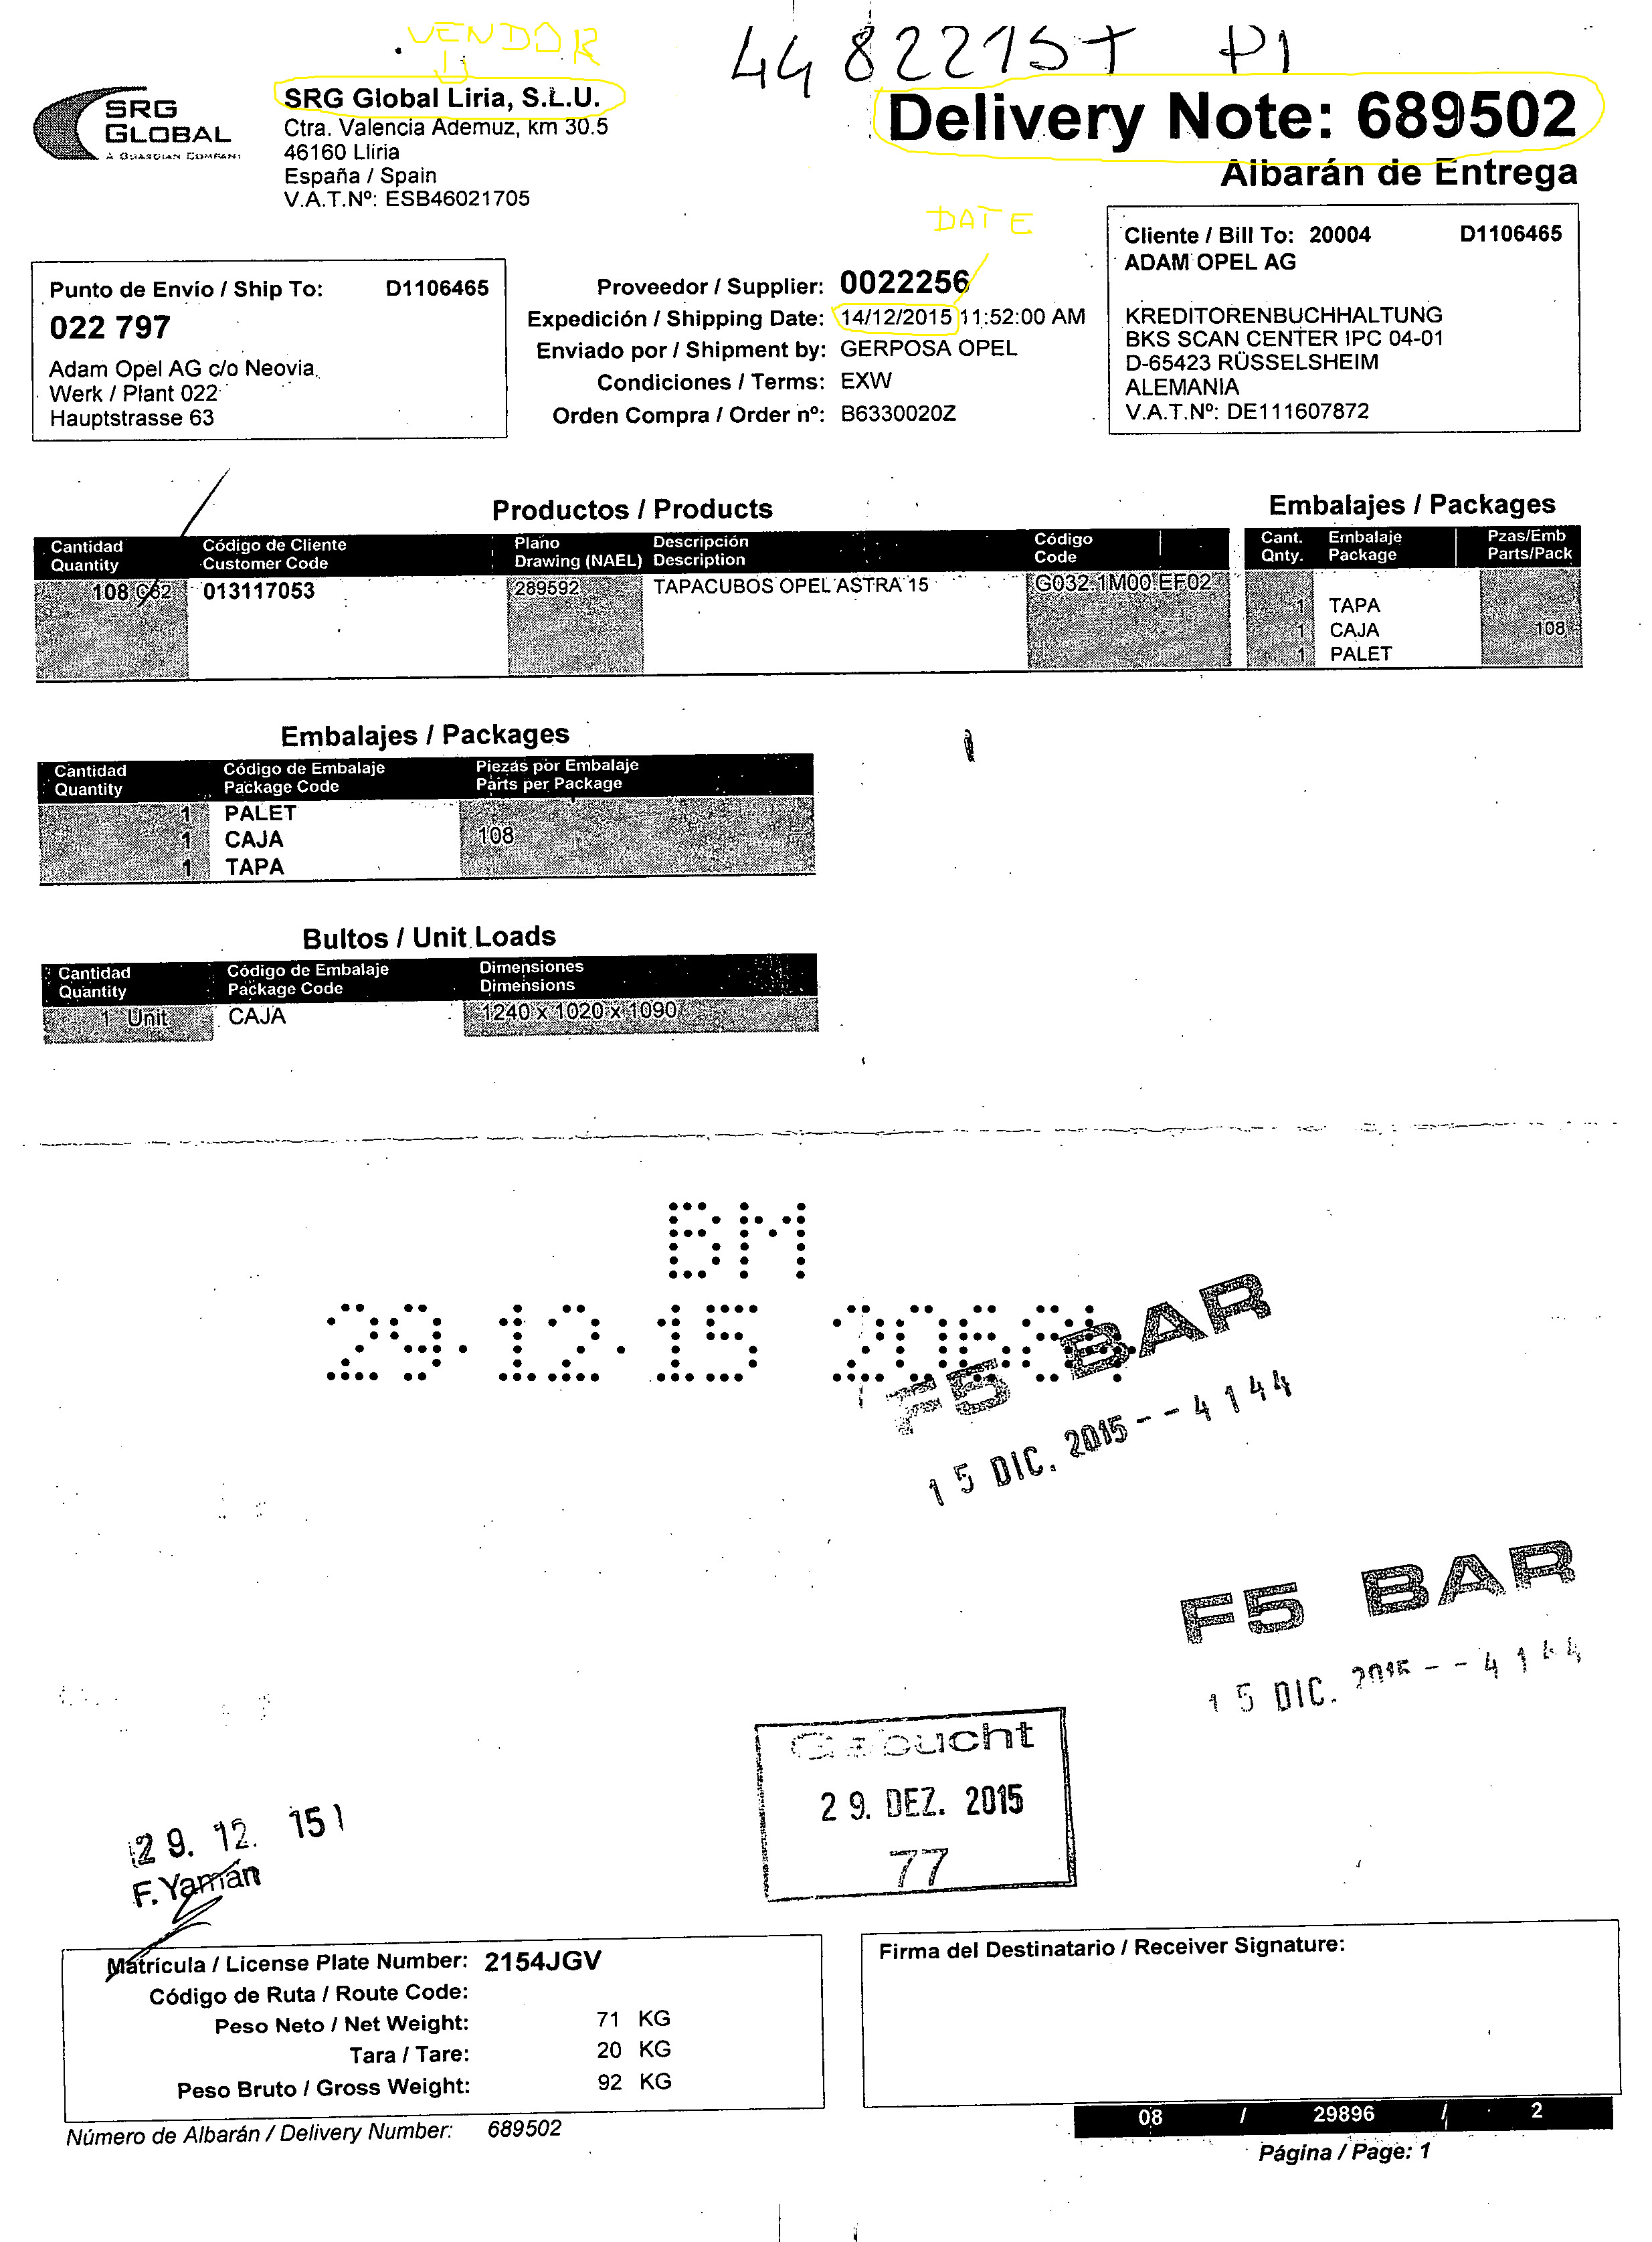 VENDOR
4482215T P1
SRG
GLOBAL
A GUARDIAN COMPANY
SRG Global Liria, S.L.U.
Ctra. Valencia Ademuz, km 30.5
46160 Lliria
España / Spain
V.A.T.Nº: ESB46021705
Delivery Note: 689502
Albarán de Entrega
DATE
Punto de Envío / Ship To: D1106465
022 797
Adam Opel AG c/o Neovia
Werk / Plant 022
Hauptstrasse 63
Proveedor / Supplier: 0022256
Expedición / Shipping Date: 14/12/2015 11:52:00 AM
Enviado por / Shipment by: GERPOSA OPEL
Condiciones / Terms: EXW
Orden Compra / Order nº: B6330020Z
Cliente / Bill To: 20004 D1106465
ADAM OPEL AG
KREDITORENBUCHHALTUNG
BKS SCAN CENTER IPC 04-01
D-65423 RÜSSELSHEIM
ALEMANIA
V.A.T.Nº: DE111607872
Productos / Products
Embalajes / Packages
Cantidad Código de Cliente Plano Descripción Código Cant. Embalaje Pzas/Emb
Quantity Customer Code Drawing (NAEL) Description Code Qnty. Package Parts/Pack
108 C62 013117053 289592 TAPACUBOS OPEL ASTRA 15 G032.1M00.EF02
1 TAPA
1 CAJA 108
1 PALET
Embalajes / Packages
Cantidad Código de Embalaje Piezas por Embalaje
Quantity Package Code Parts per Package
1 PALET
1 CAJA 108
1 TAPA
Bultos / Unit Loads
Cantidad Código de Embalaje Dimensiones
Quantity Package Code Dimensions
1 Unit CAJA 1240 x 1020 x 1090
BM
29.12.15
F5 BAR
15 DIC. 2015 -- 4144
F5 BAR
15 DIC. 2015 -- 4144
Gebucht
29. DEZ. 2015
77
29. 12. 15
F. Yaman
Matrícula / License Plate Number: 2154JGV
Código de Ruta / Route Code:
Peso Neto / Net Weight: 71 KG
Tara / Tare: 20 KG
Peso Bruto / Gross Weight: 92 KG
Firma del Destinatario / Receiver Signature:
Número de Albarán / Delivery Number: 689502
08 / 29896 / 2
Página / Page: 1